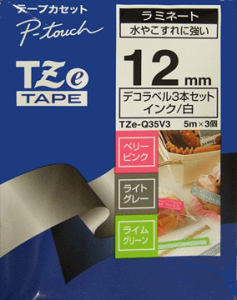 テープカセット
P-touch
TZe
TAPE
ラミネート
水やこすれに強い
12mm
デコラベル3本セット
インク/白
TZe-Q35V3 5m×3個
ベリー
ピンク
ライト
グレー
ライム
グリーン